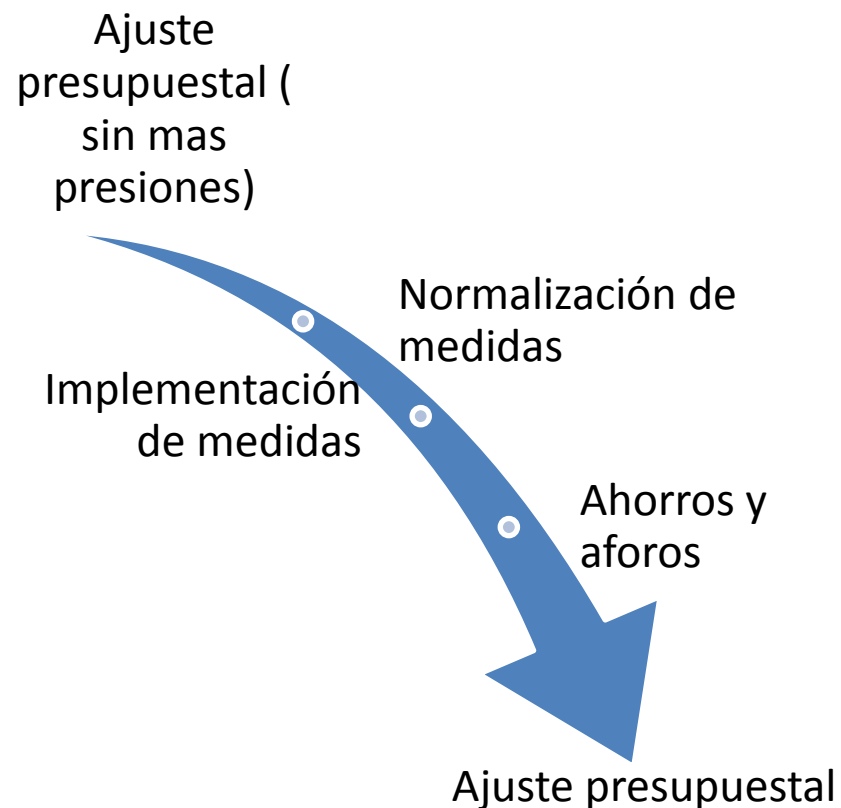 Ajuste
presupuestal (
sin mas
presiones)
Normalización de
medidas
Implementación
de medidas
Ahorros y
aforos
Ajuste presupuestal